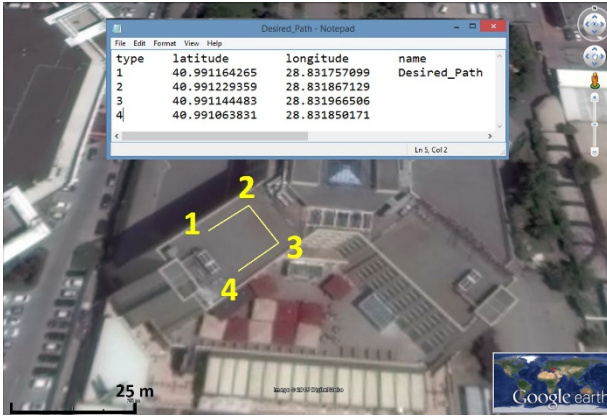 Desired_Path - Notepad
File Edit Format View Help
type latitude longitude name
1 40.991164265 28.831757099 Desired_Path
2 40.991229359 28.831867129
3 40.991144483 28.831966506
4 40.991063831 28.831850171
Ln 5, Col 2
2
1
3
4
25 m
Google earth